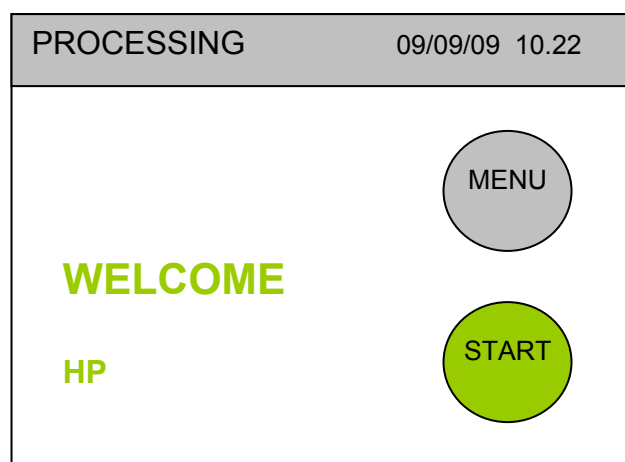 PROCESSING 09/09/09 10.22
MENU
WELCOME
START
HP